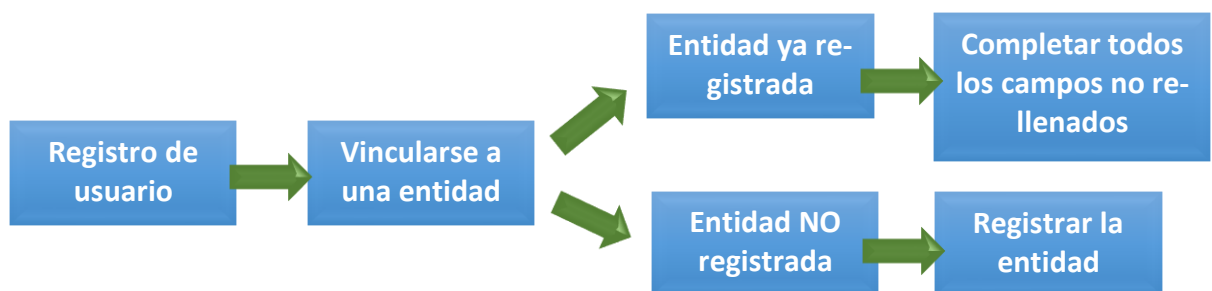 Registro de
usuario
Vincularse a
una entidad
Entidad ya re-
gistrada
Completar todos
los campos no re-
llenados
Entidad NO
registrada
Registrar la
entidad